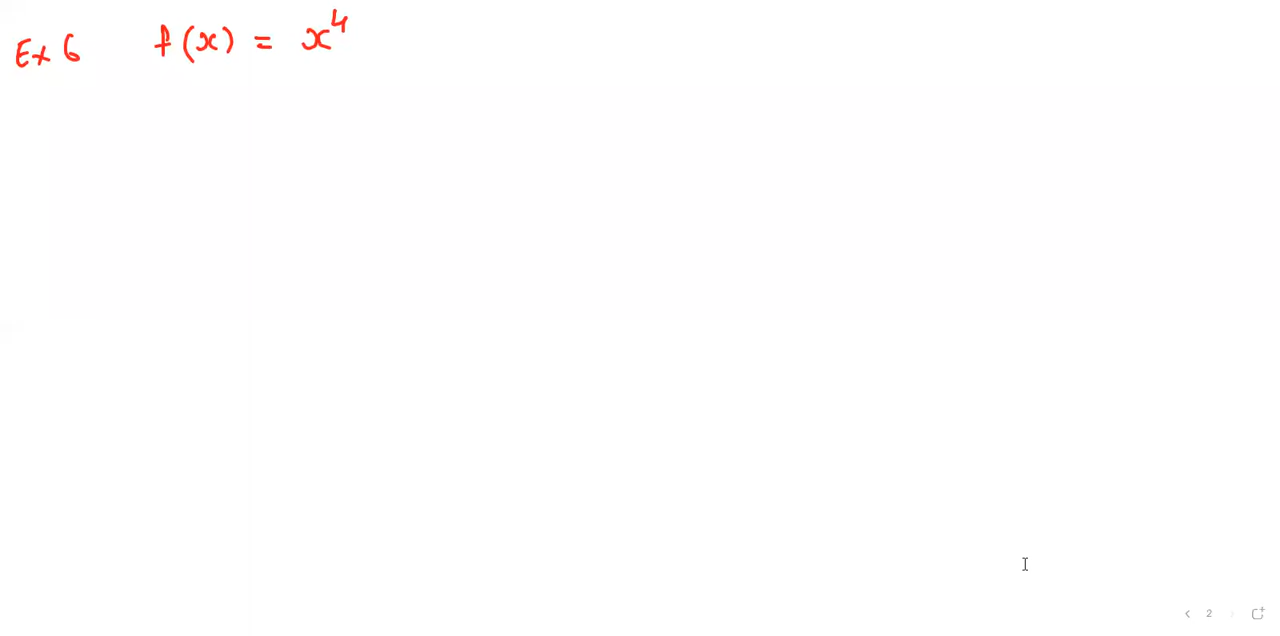 Ex 6 f(x) = x⁴
2